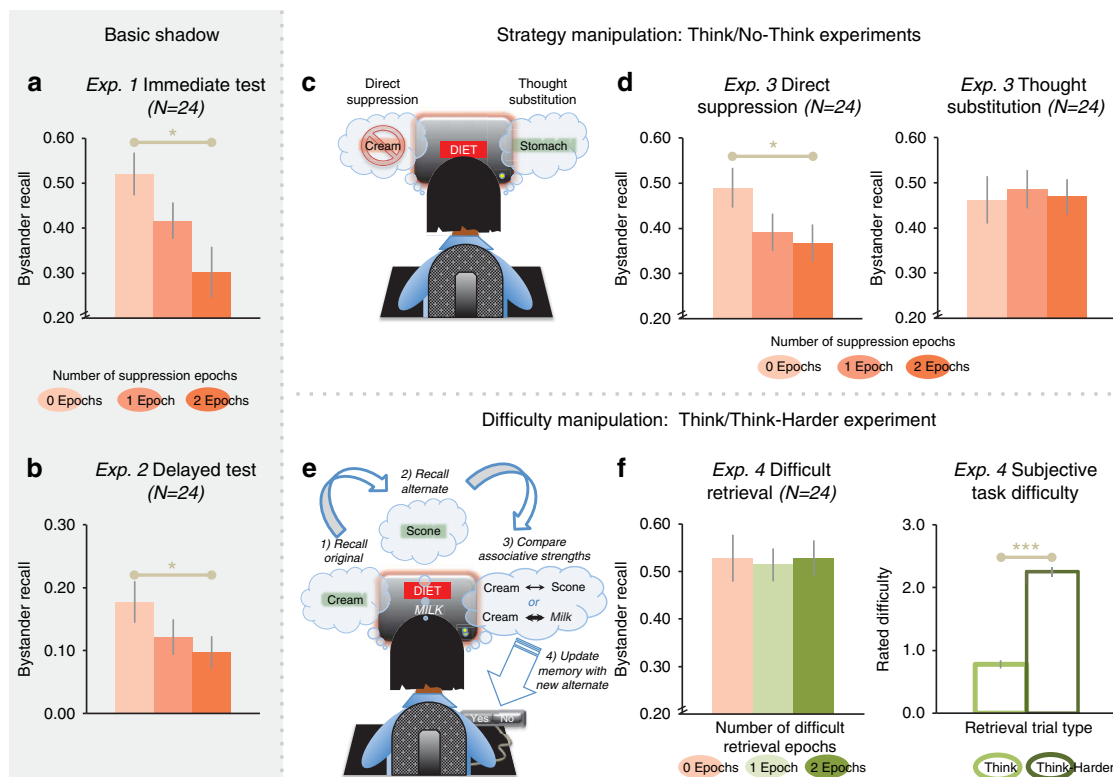 Basic shadow
a
Exp. 1 Immediate test
(N=24)
Bystander recall
0.60
0.50
0.40
0.30
0.20
*
Number of suppression epochs
0 Epochs
1 Epoch
2 Epochs
b
Exp. 2 Delayed test
(N=24)
Bystander recall
0.30
0.20
0.10
0.00
*
Strategy manipulation: Think/No-Think experiments
c
Direct
suppression
Thought
substitution
Cream
DIET
Stomach
d
Exp. 3 Direct
suppression (N=24)
Bystander recall
0.60
0.50
0.40
0.30
0.20
*
Exp. 3 Thought
substitution (N=24)
Bystander recall
0.60
0.50
0.40
0.30
0.20
Number of suppression epochs
0 Epochs
1 Epoch
2 Epochs
Difficulty manipulation: Think/Think-Harder experiment
e
2) Recall
alternate
Scone
1) Recall
original
Cream
3) Compare
associative strengths
DIET
MILK
Cream
Scone
or
Cream
Milk
4) Update
memory with
new alternate
Yes
No
f
Exp. 4 Difficult
retrieval (N=24)
Bystander recall
0.60
0.50
0.40
0.30
0.20
Number of difficult
retrieval epochs
0 Epochs
1 Epoch
2 Epochs
Exp. 4 Subjective
task difficulty
Rated difficulty
3.0
2.0
1.0
0.0
***
Retrieval trial type
Think
Think-Harder